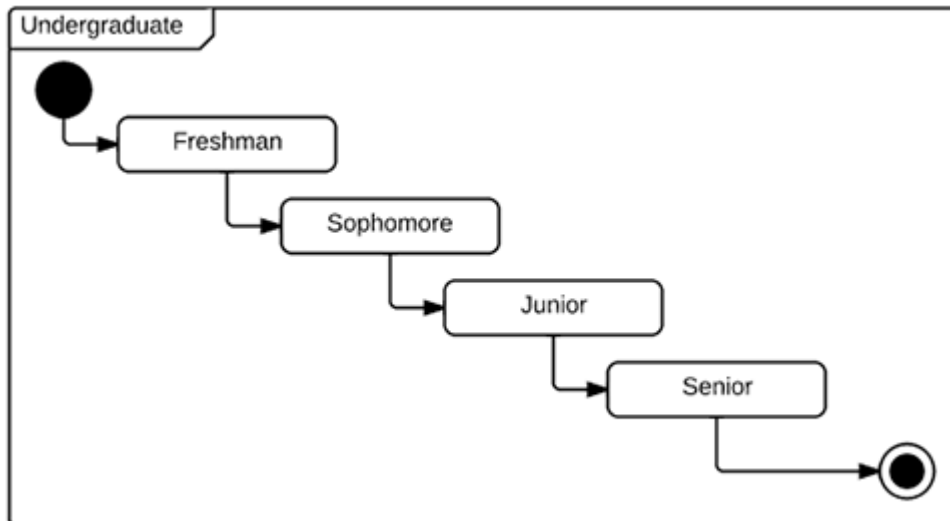 Undergraduate
Freshman
Sophomore
Junior
Senior